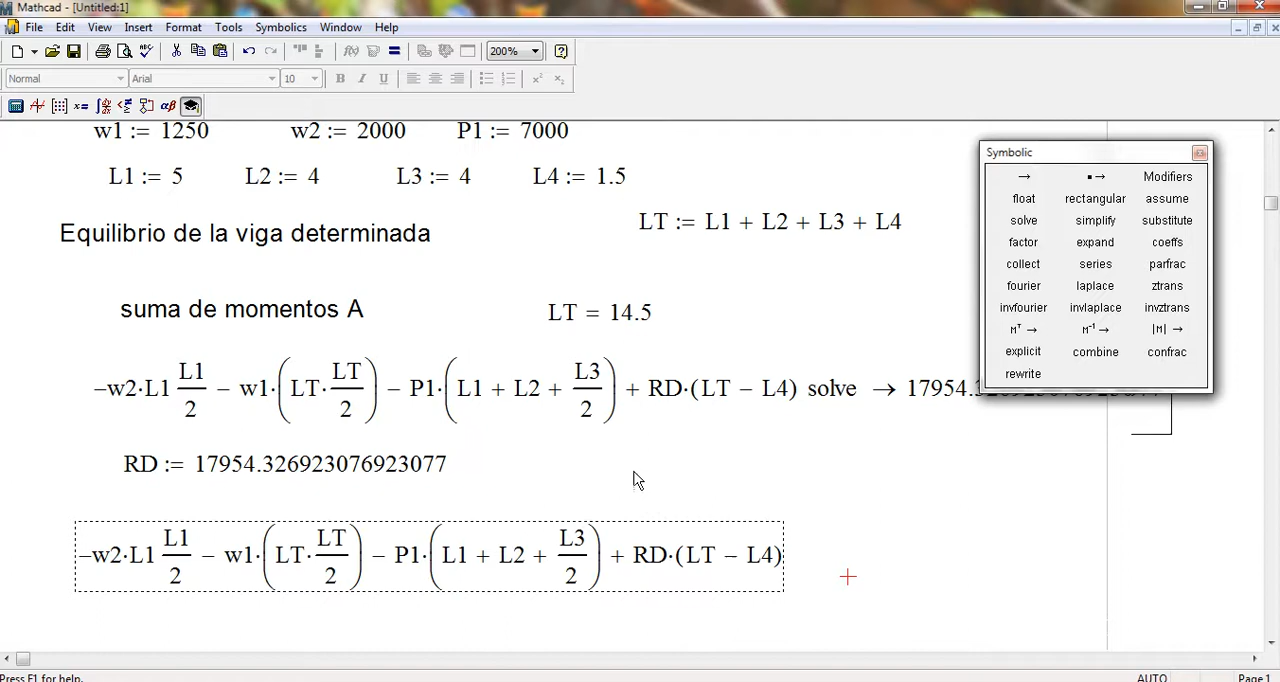 Mathcad - [Untitled:1]
File Edit View Insert Format Tools Symbolics Window Help
200%
Normal Arial 10 B I U
w1 := 1250 w2 := 2000 P1 := 7000
L1 := 5 L2 := 4 L3 := 4 L4 := 1.5
Equilibrio de la viga determinada
LT := L1 + L2 + L3 + L4
suma de momentos A
LT = 14.5
−w2·L1 L1/2 − w1·(LT·LT/2) − P1·(L1 + L2 + L3/2) + RD·(LT − L4) solve → 17954.326923076923077
RD := 17954.326923076923077
−w2·L1 L1/2 − w1·(LT·LT/2) − P1·(L1 + L2 + L3/2) + RD·(LT − L4)
Symbolic
→ ▪→ Modifiers
float rectangular assume
solve simplify substitute
factor expand coeffs
collect series parfrac
fourier laplace ztrans
invfourier invlaplace invztrans
Mᵀ → M⁻¹ → |M| →
explicit combine confrac
rewrite
Press F1 for help.
AUTO
Page 1